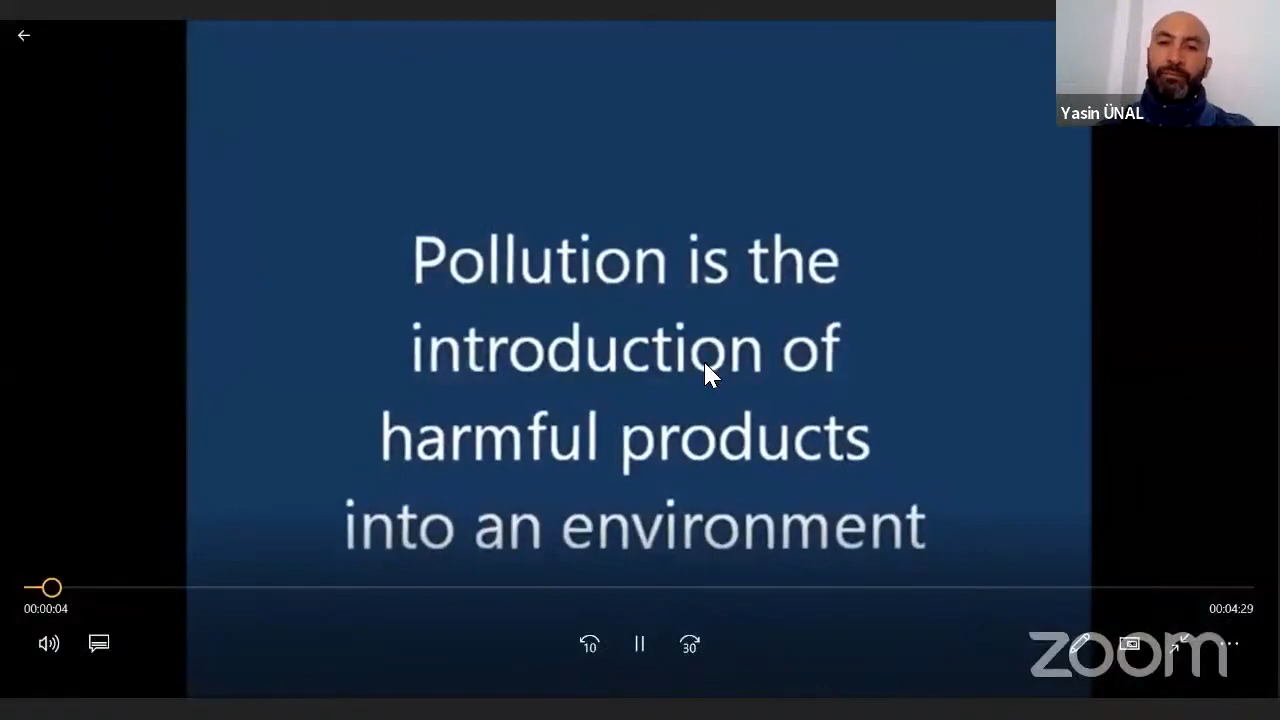 Yasin ÜNAL
Pollution is the
introduction of
harmful products
into an environment
00:00:04
00:04:29
10
30
zoom